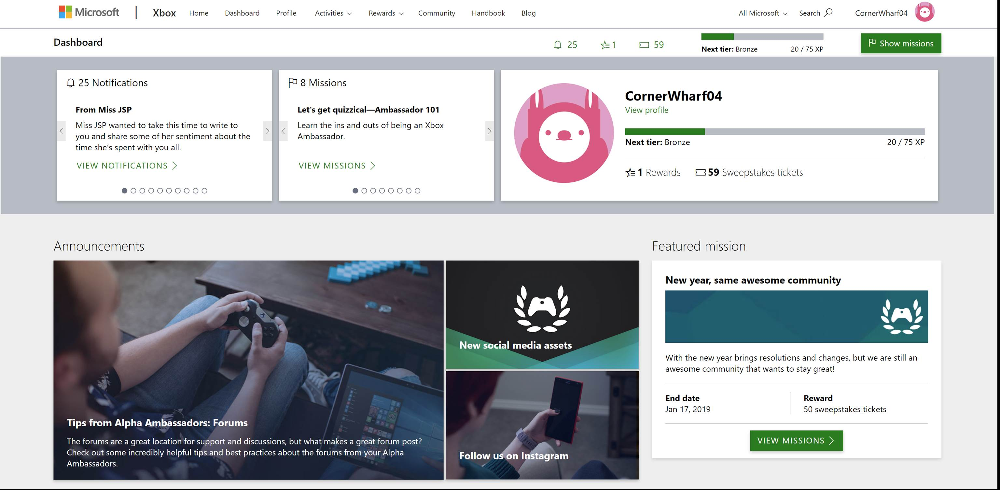 Microsoft
Xbox
Home
Dashboard
Profile
Activities
Rewards
Community
Handbook
Blog
All Microsoft
Search
CornerWharf04
Dashboard
25
1
59
Next tier: Bronze
20 / 75 XP
Show missions
25 Notifications
From Miss JSP
Miss JSP wanted to take this time to write to
you and share some of her sentiment about the
time she’s spent with you all.
VIEW NOTIFICATIONS
8 Missions
Let's get quizzical—Ambassador 101
Learn the ins and outs of being an Xbox
Ambassador.
VIEW MISSIONS
CornerWharf04
View profile
Next tier: Bronze
20 / 75 XP
1 Rewards
59 Sweepstakes tickets
Announcements
Tips from Alpha Ambassadors: Forums
The forums are a great location for support and discussions, but what makes a great forum post?
Check out some incredibly helpful tips and best practices about the forums from your Alpha
Ambassadors.
New social media assets
Follow us on Instagram
Featured mission
New year, same awesome community
With the new year brings resolutions and changes, but we are still an
awesome community that wants to stay great!
End date
Jan 17, 2019
Reward
50 sweepstakes tickets
VIEW MISSIONS